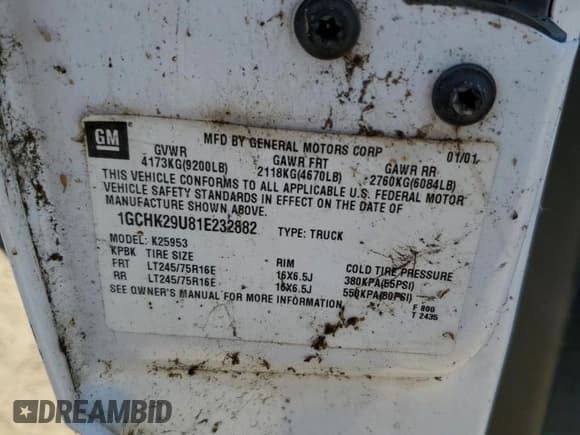 GM
MFD BY GENERAL MOTORS CORP 01/01
GVWR GAWR FRT GAWR RR
4173KG(9200LB) 2118KG(4670LB) 2760KG(6084LB)
THIS VEHICLE CONFORMS TO ALL APPLICABLE U.S. FEDERAL MOTOR
VEHICLE SAFETY STANDARDS IN EFFECT ON THE DATE OF
MANUFACTURE SHOWN ABOVE.
1GCHK29U81E232882 TYPE: TRUCK
MODEL: K25953
KPBK TIRE SIZE RIM COLD TIRE PRESSURE
FRT LT245/75R16E 16X6.5J 380KPA(55PSI)
RR LT245/75R16E 16X6.5J 550KPA(80PSI)
SEE OWNER'S MANUAL FOR MORE INFORMATION.
F 800
T 2435
DREAMBID